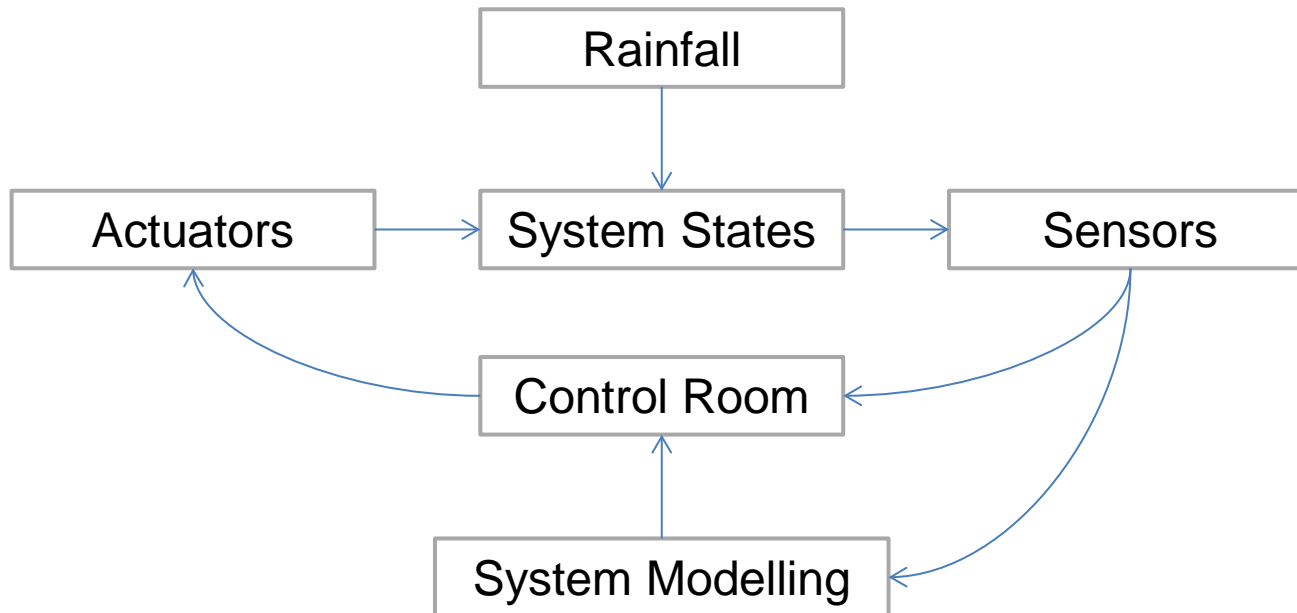 Rainfall
Actuators
System States
Sensors
Control Room
System Modelling